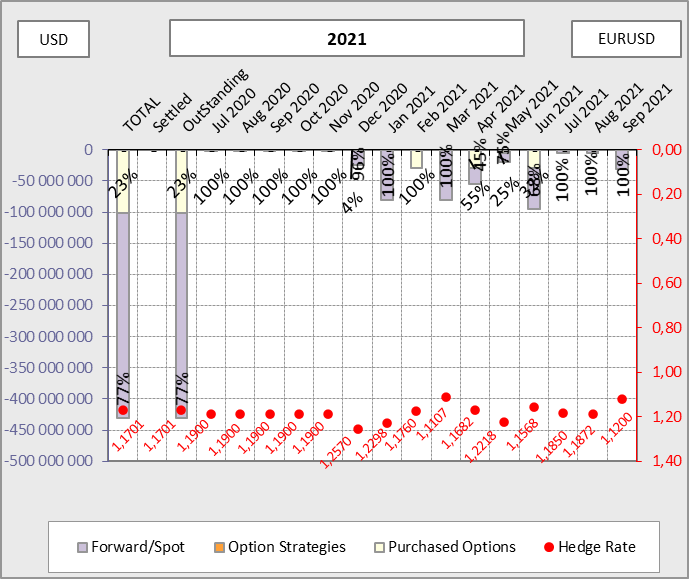 USD
2021
EURUSD
TOTAL
Settled
OutStanding
Jul 2020
Aug 2020
Sep 2020
Oct 2020
Nov 2020
Dec 2020
Jan 2021
Feb 2021
Mar 2021
Apr 2021
May 2021
Jun 2021
Jul 2021
Aug 2021
Sep 2021
0
-50 000 000
-100 000 000
-150 000 000
-200 000 000
-250 000 000
-300 000 000
-350 000 000
-400 000 000
-450 000 000
-500 000 000
0,00
0,20
0,40
0,60
0,80
1,00
1,20
1,40
23%
23%
100%
100%
100%
100%
100%
4%
96%
100%
100%
100%
55%
45%
25%
75%
38%
100%
100%
100%
77%
77%
1,1701
1,1701
1,1900
1,1900
1,1900
1,1900
1,1900
1,2570
1,2298
1,1760
1,1107
1,1682
1,2218
1,1568
1,1850
1,1872
1,1200
Forward/Spot
Option Strategies
Purchased Options
Hedge Rate